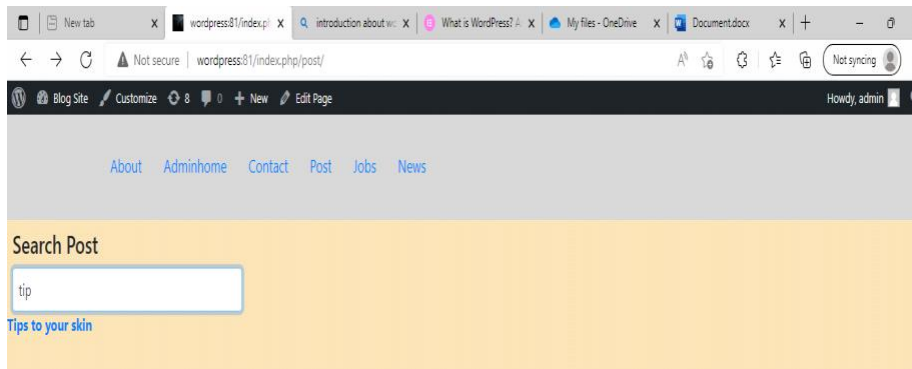 New tab
wordpress:81/index.p
introduction about w
What is WordPress? A
My files - OneDrive
Document.docx
Not secure | wordpress:81/index.php/post/
Not syncing
Blog Site Customize 8 0 + New Edit Page
Howdy, admin
About Adminhome Contact Post Jobs News
Search Post
tip
Tips to your skin